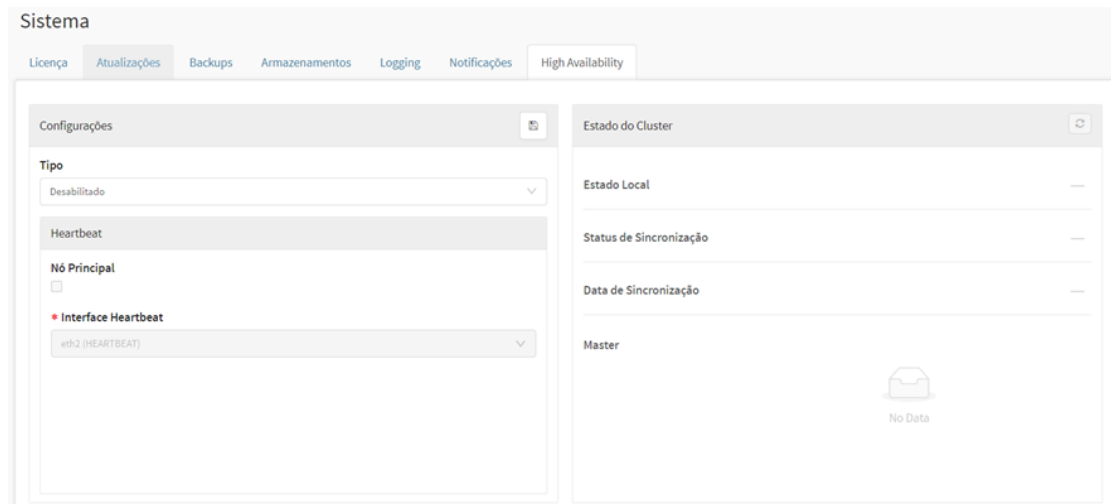 Sistema
Licença Atualizações Backups Armazenamentos Logging Notificações High Availability
Configurações
Tipo
Desabilitado
Heartbeat
Nó Principal
* Interface Heartbeat
eth2 (HEARTBEAT)
Estado do Cluster
Estado Local —
Status de Sincronização —
Data de Sincronização —
Master
No Data